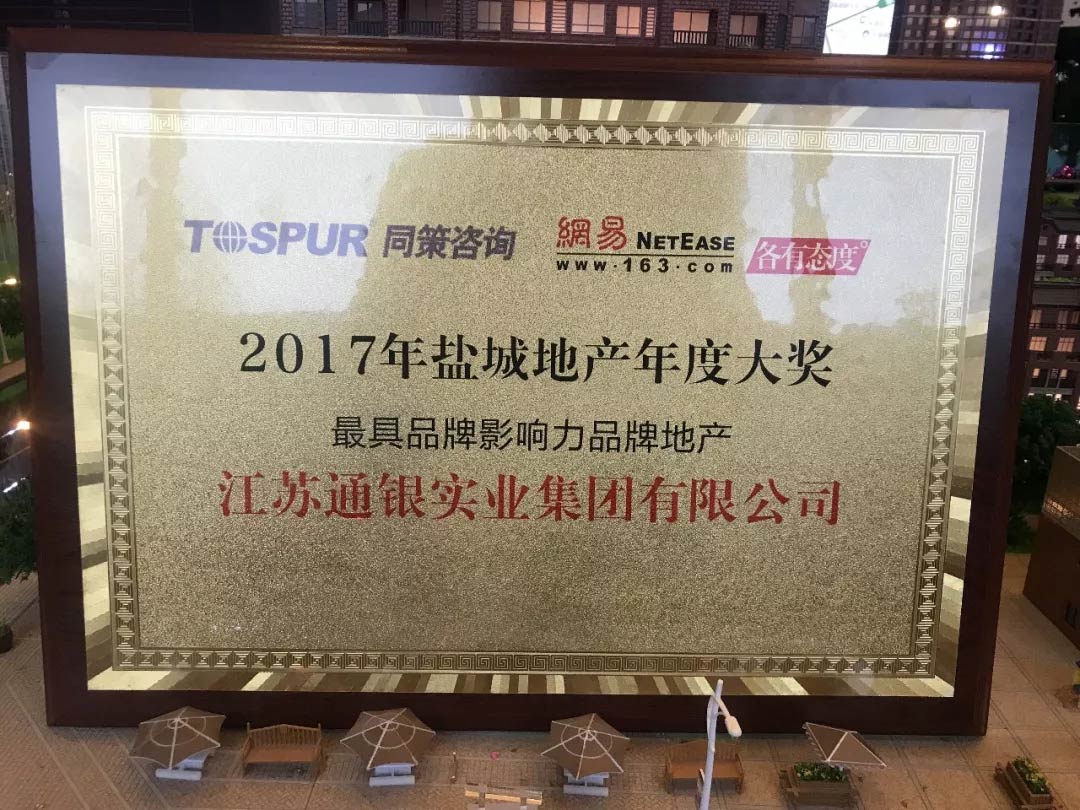 TOSPUR 同策咨询
網易 NETEASE
www.163.com
各有态度°
2017年盐城地产年度大奖
最具品牌影响力品牌地产
江苏通银实业集团有限公司